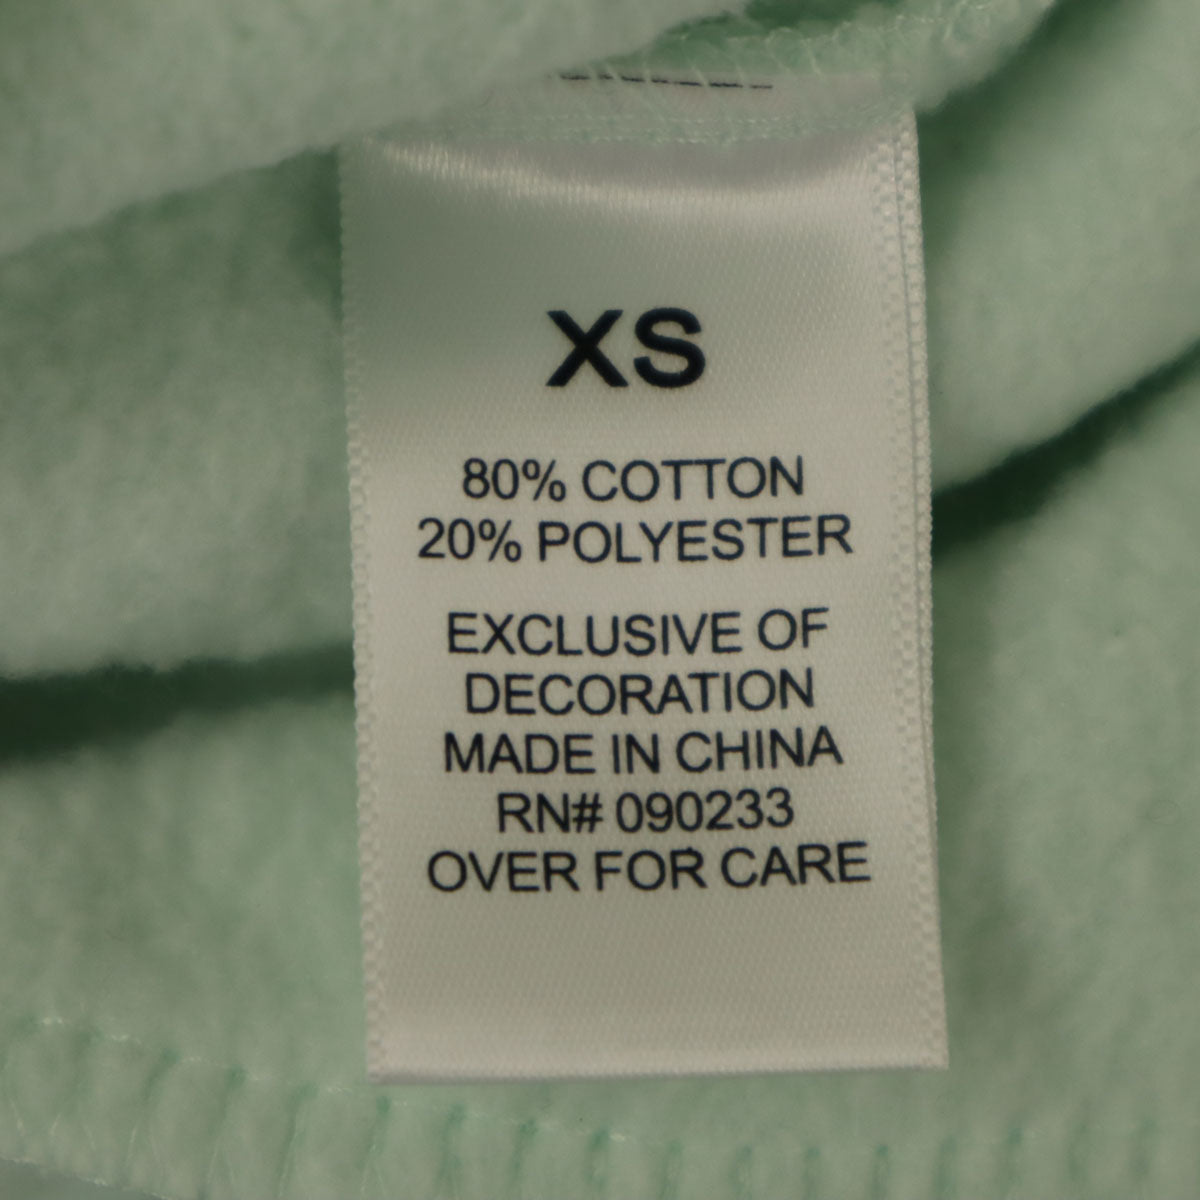 XS
80% COTTON
20% POLYESTER
EXCLUSIVE OF
DECORATION
MADE IN CHINA
RN# 090233
OVER FOR CARE